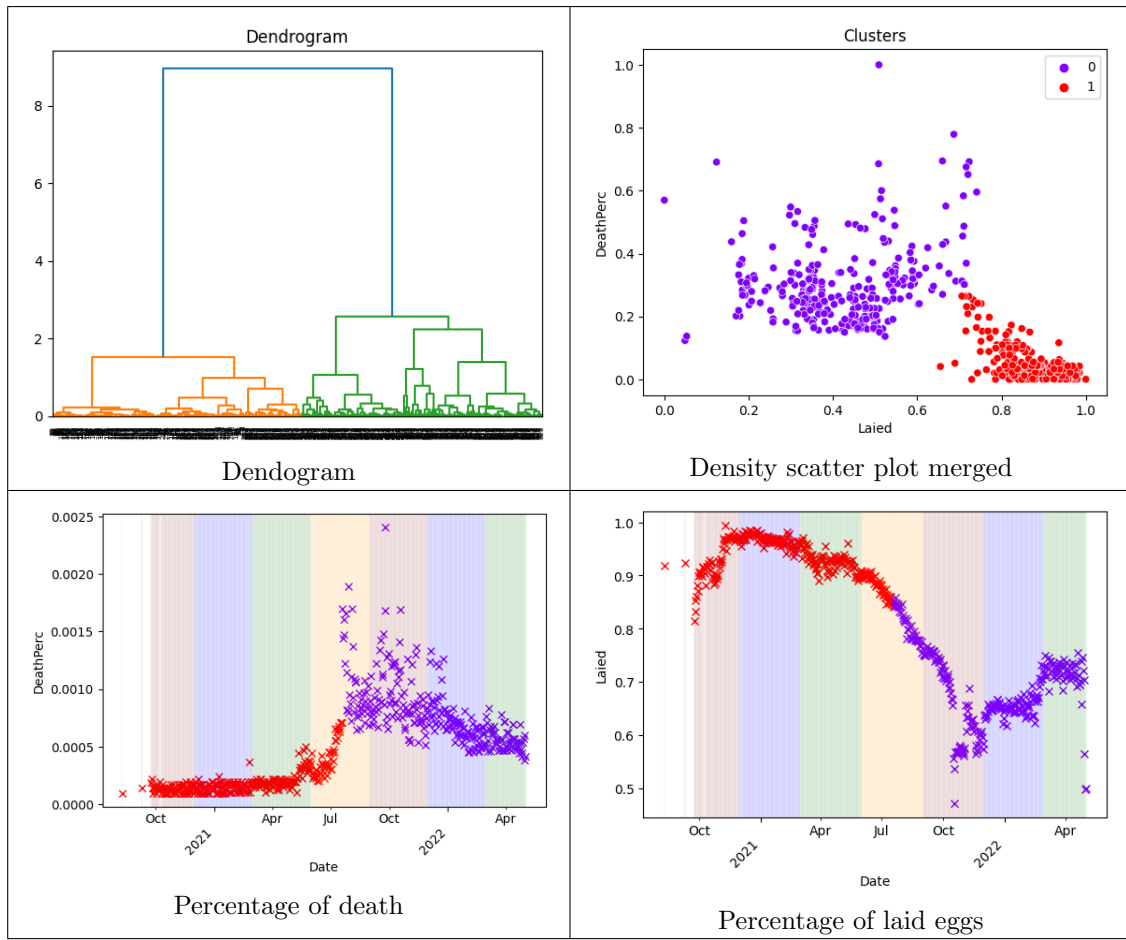 Dendrogram
8
6
4
2
0
Dendogram
Clusters
0
1
DeathPerc
1.0
0.8
0.6
0.4
0.2
0.0
0.0 0.2 0.4 0.6 0.8 1.0
Laied
Density scatter plot merged
DeathPerc
0.0025
0.0020
0.0015
0.0010
0.0005
0.0000
Oct 2021 Apr Jul Oct 2022 Apr
Date
Percentage of death
Laied
1.0
0.9
0.8
0.7
0.6
0.5
Oct 2021 Apr Jul Oct 2022 Apr
Date
Percentage of laid eggs